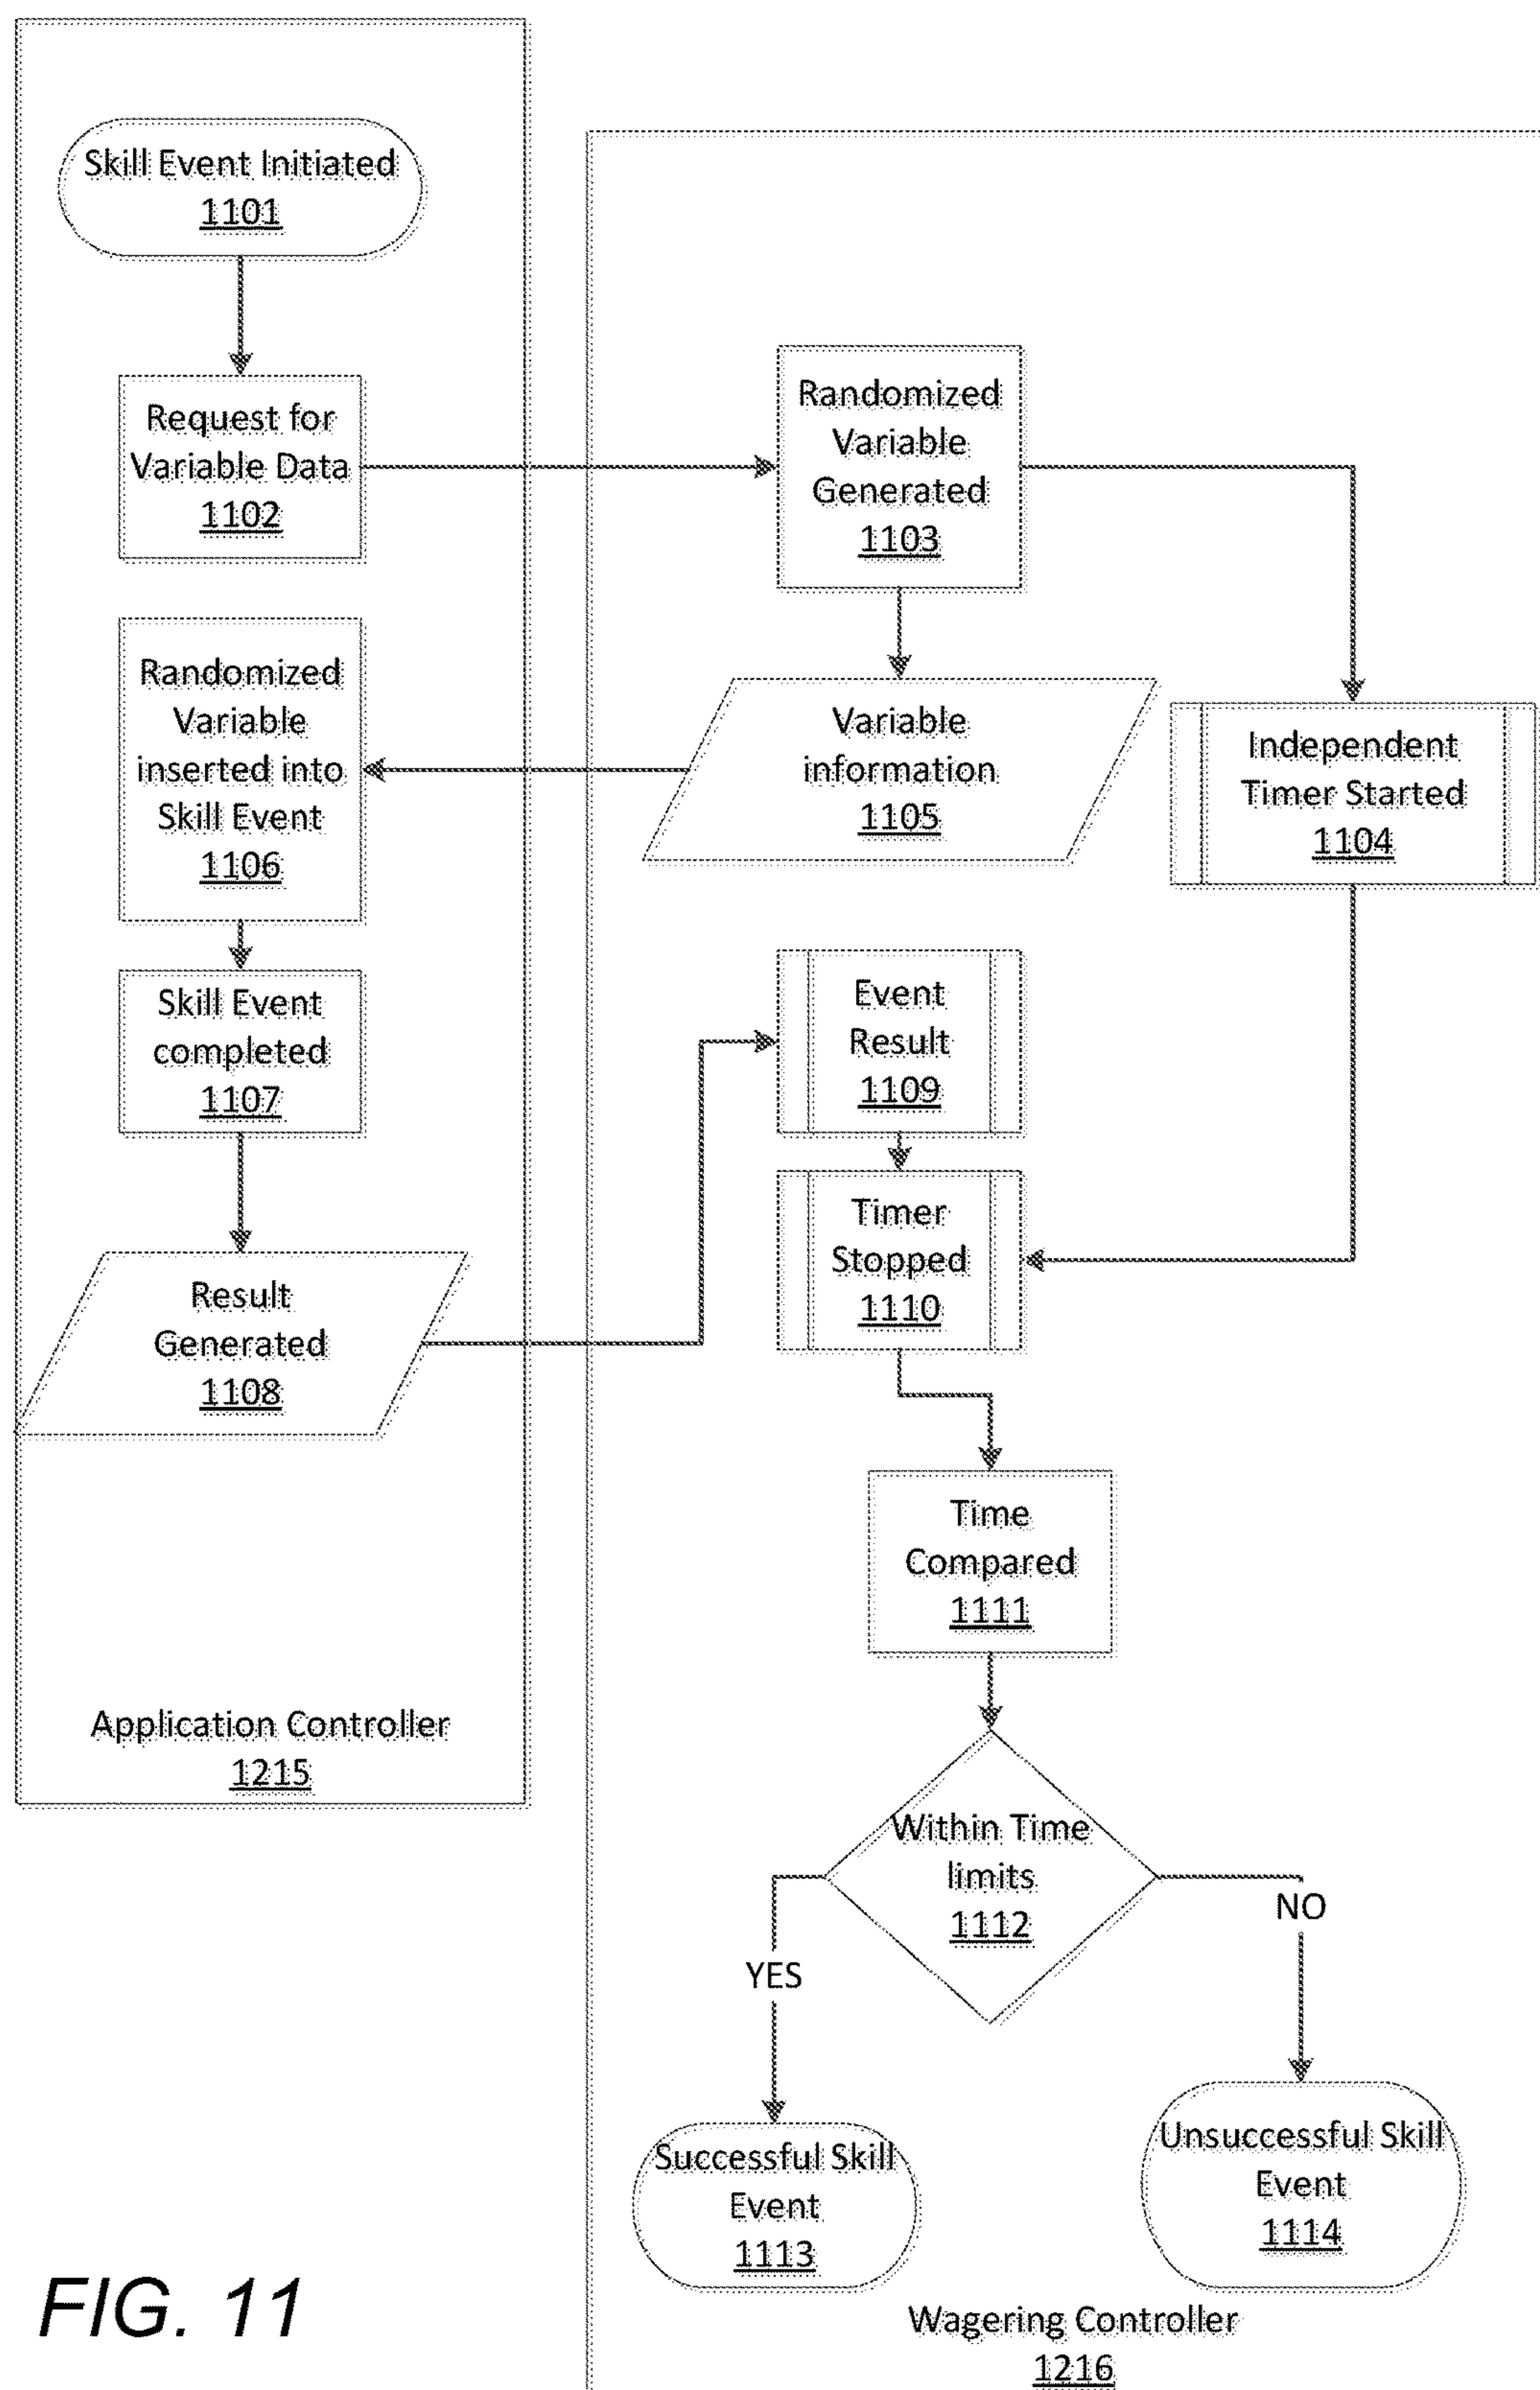 Skill Event Initiated
1101
Request for
Variable Data
1102
Randomized
Variable
Generated
1103
Randomized
Variable
inserted into
Skill Event
1106
Variable
information
1105
Independent
Timer Started
1104
Skill Event
completed
1107
Event
Result
1109
Timer
Stopped
1110
Result
Generated
1108
Time
Compared
1111
Application Controller
1215
Within Time
limits
1112
YES
NO
Successful Skill
Event
1113
Unsuccessful Skill
Event
1114
FIG. 11
Wagering Controller
1216